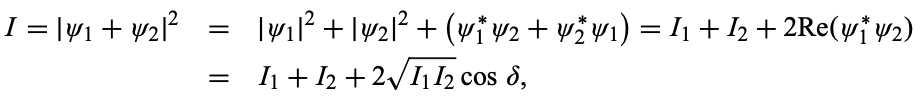 I = |ψ₁ + ψ₂|² = |ψ₁|² + |ψ₂|² + (ψ₁*ψ₂ + ψ₂*ψ₁) = I₁ + I₂ + 2Re(ψ₁*ψ₂)
= I₁ + I₂ + 2√(I₁I₂) cos δ,